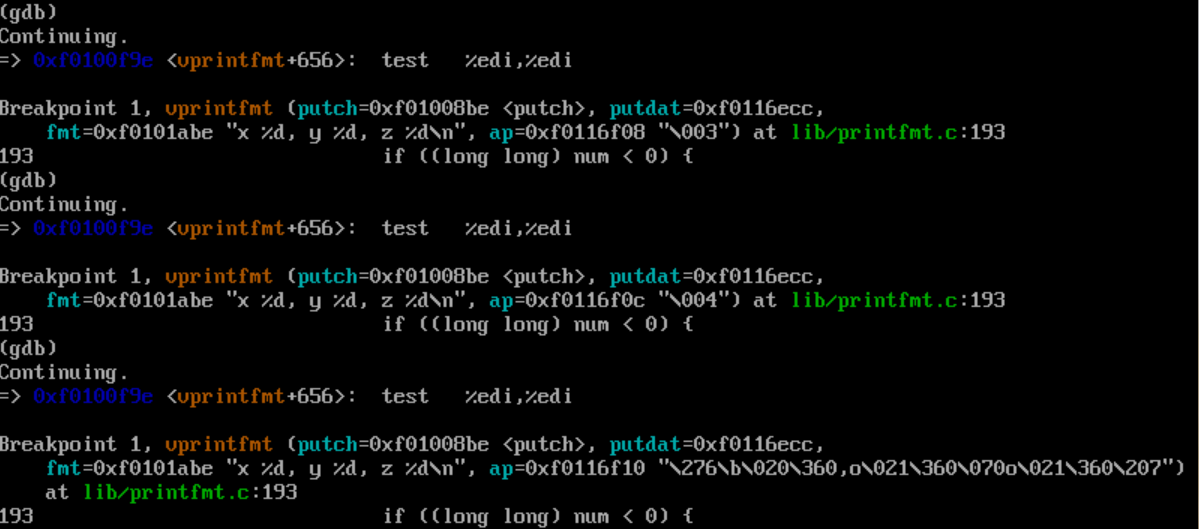 (gdb)
Continuing.
=> 0xf0100f9e <vprintfmt+656>:  test   %edi,%edi
Breakpoint 1, vprintfmt (putch=0xf01008be <putch>, putdat=0xf0116ecc,
    fmt=0xf0101abe "x %d, y %d, z %d\n", ap=0xf0116f08 "\003") at lib/printfmt.c:193
193                             if ((long long) num < 0) {
(gdb)
Continuing.
=> 0xf0100f9e <vprintfmt+656>:  test   %edi,%edi
Breakpoint 1, vprintfmt (putch=0xf01008be <putch>, putdat=0xf0116ecc,
    fmt=0xf0101abe "x %d, y %d, z %d\n", ap=0xf0116f0c "\004") at lib/printfmt.c:193
193                             if ((long long) num < 0) {
(gdb)
Continuing.
=> 0xf0100f9e <vprintfmt+656>:  test   %edi,%edi
Breakpoint 1, vprintfmt (putch=0xf01008be <putch>, putdat=0xf0116ecc,
    fmt=0xf0101abe "x %d, y %d, z %d\n", ap=0xf0116f10 "\276\b\020\360,o\021\360\070o\021\360\207")
    at lib/printfmt.c:193
193                             if ((long long) num < 0) {